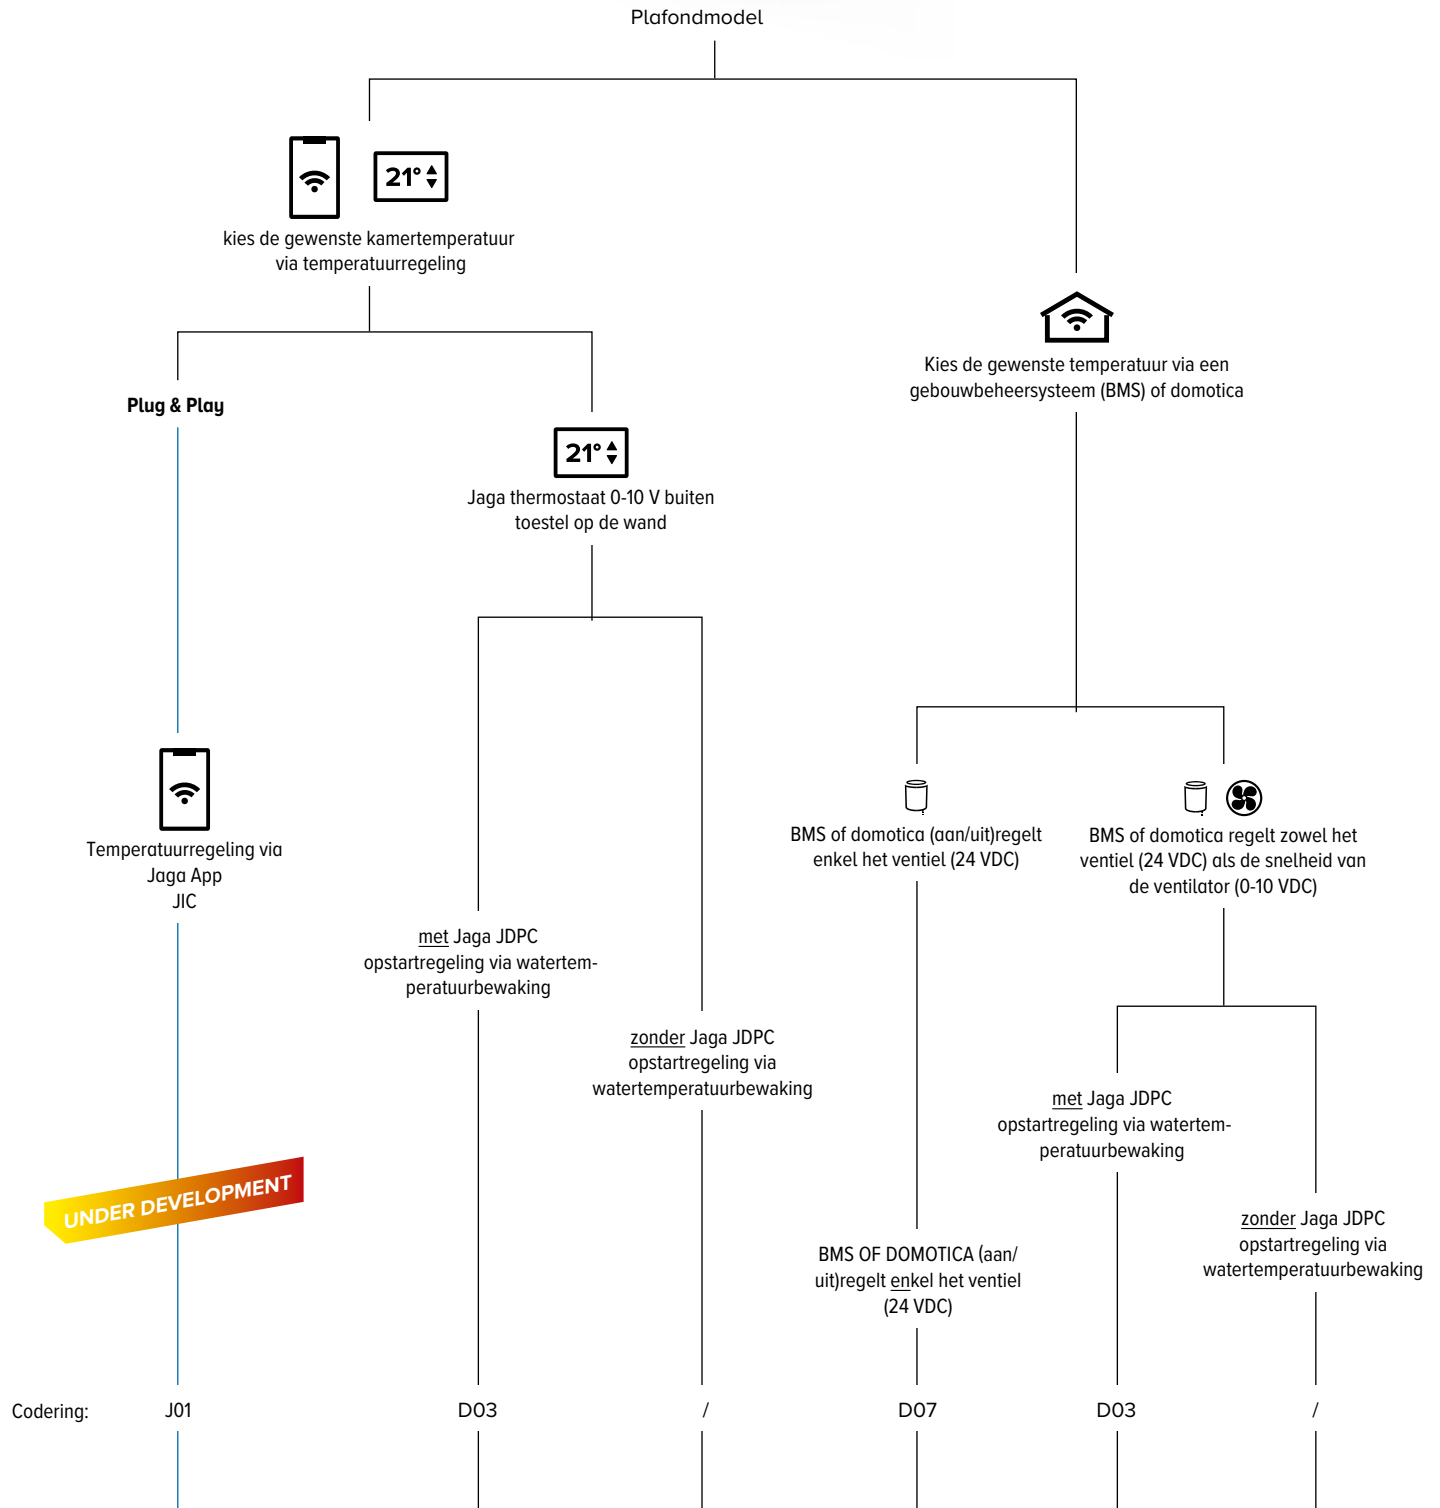 Plafondmodel
21°
kies de gewenste kamertemperatuur
via temperatuurregeling
Kies de gewenste temperatuur via een
gebouwbeheersysteem (BMS) of domotica
Plug & Play
21°
Jaga thermostaat 0-10 V buiten
toestel op de wand
Temperatuurregeling via
Jaga App
JIC
BMS of domotica (aan/uit)regelt
enkel het ventiel (24 VDC)
BMS of domotica regelt zowel het
ventiel (24 VDC) als de snelheid van
de ventilator (0-10 VDC)
met Jaga JDPC
opstartregeling via watertem-
peratuurbewaking
zonder Jaga JDPC
opstartregeling via
watertemperatuurbewaking
met Jaga JDPC
opstartregeling via watertem-
peratuurbewaking
UNDER DEVELOPMENT
zonder Jaga JDPC
opstartregeling via
watertemperatuurbewaking
BMS OF DOMOTICA (aan/
uit)regelt enkel het ventiel
(24 VDC)
Codering: J01 D03 / D07 D03 /